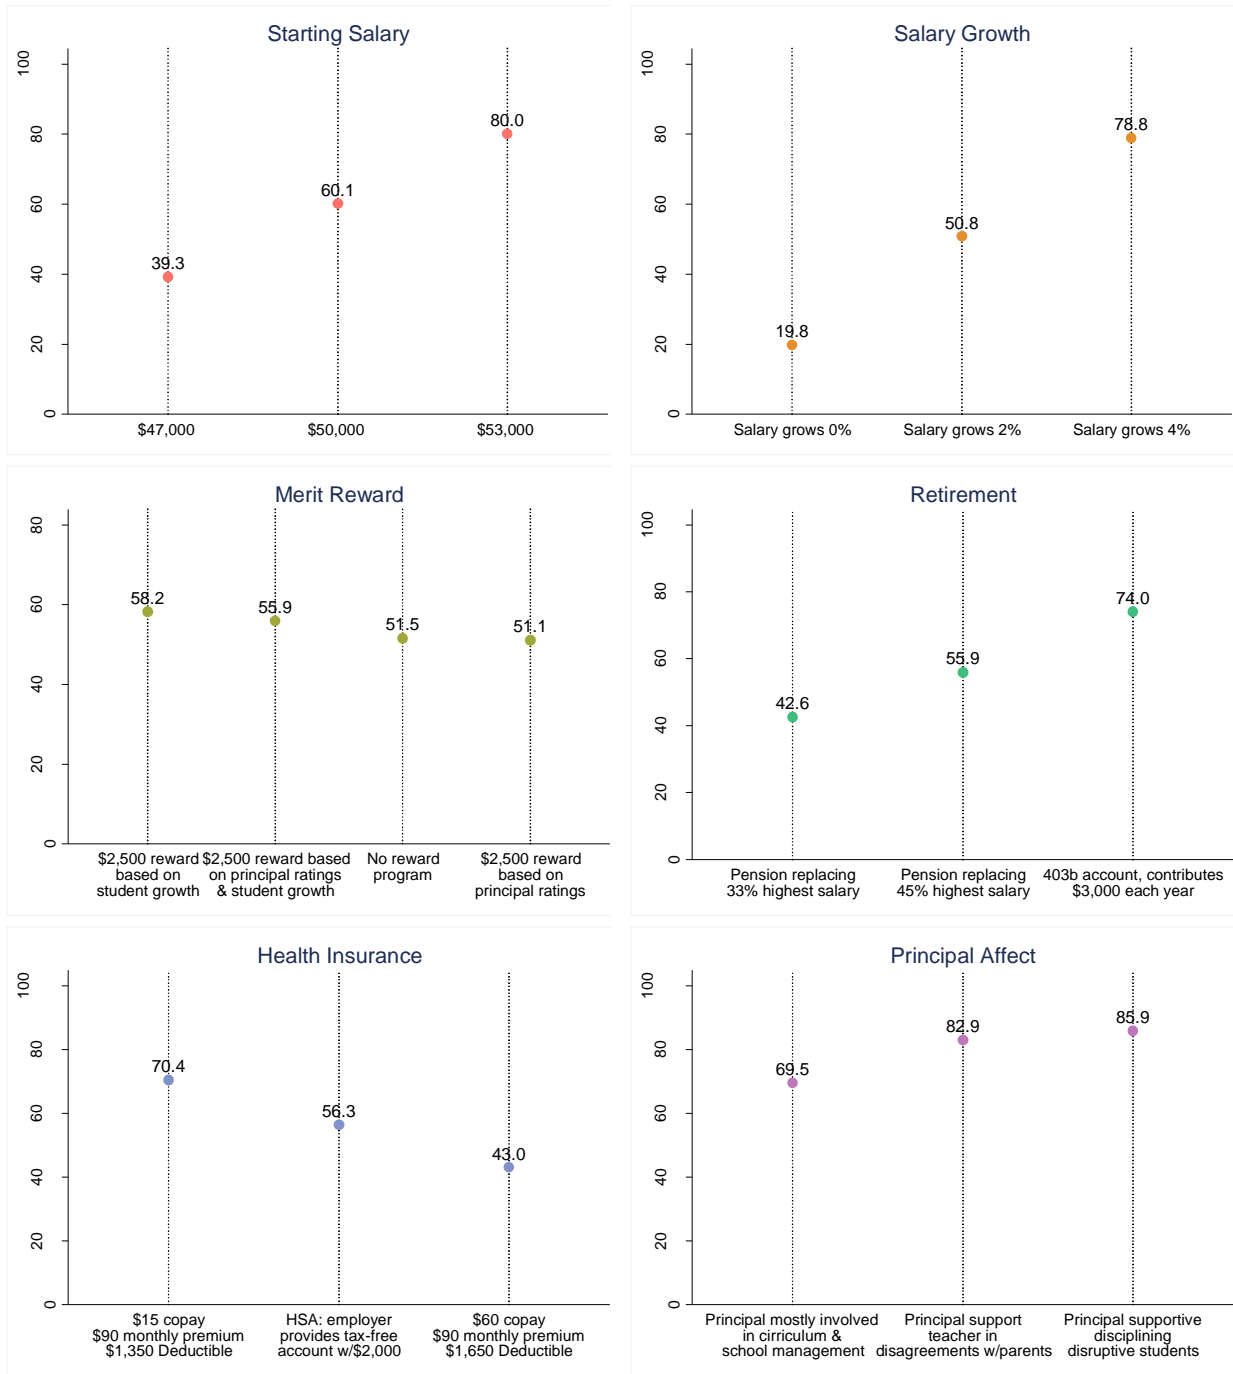 Starting Salary
100
80
60
40
20
0
39.3
60.1
80.0
$47,000
$50,000
$53,000
Salary Growth
100
80
60
40
20
0
19.8
50.8
78.8
Salary grows 0%
Salary grows 2%
Salary grows 4%
Merit Reward
80
60
40
20
0
58.2
55.9
51.5
51.1
$2,500 reward
based on
student growth
$2,500 reward based
on principal ratings
& student growth
No reward
program
$2,500 reward
based on
principal ratings
Retirement
100
80
60
40
20
0
42.6
55.9
74.0
Pension replacing
33% highest salary
Pension replacing
45% highest salary
403b account, contributes
$3,000 each year
Health Insurance
100
80
60
40
20
0
70.4
56.3
43.0
$15 copay
$90 monthly premium
$1,350 Deductible
HSA: employer
provides tax-free
account w/$2,000
$60 copay
$90 monthly premium
$1,650 Deductible
Principal Affect
100
80
60
40
20
0
69.5
82.9
85.9
Principal mostly involved
in cirriculum &
school management
Principal support
teacher in
disagreements w/parents
Principal supportive
disciplining
disruptive students